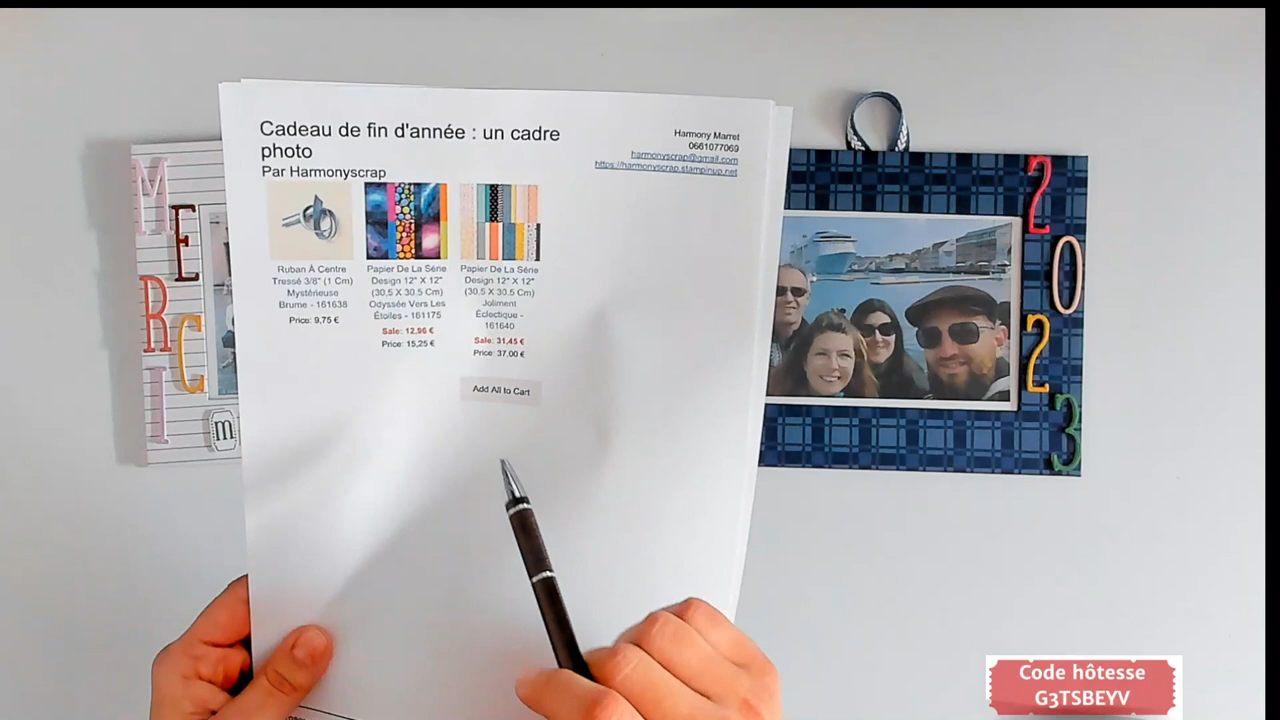 Cadeau de fin d'année : un cadre
photo
Par Harmonyscrap
Harmony Marret
0661077069
harmonyscrap@gmail.com
https://harmonyscrap.stampinup.net
Ruban À Centre
Tressé 3/8" (1 Cm)
Mystérieuse
Brume - 161638
Price: 9,75 €
Papier De La Série
Design 12" X 12"
(30,5 X 30,5 Cm)
Odyssée Vers Les
Étoiles - 161175
Sale: 12,96 €
Price: 15,25 €
Papier De La Série
Design 12" X 12"
(30,5 X 30,5 Cm)
Joliment
Éclectique -
161640
Sale: 31,45 €
Price: 37,00 €
Add All to Cart
M
E
R
C
I
m
2
0
2
3
Code hôtesse
G3TSBEYV